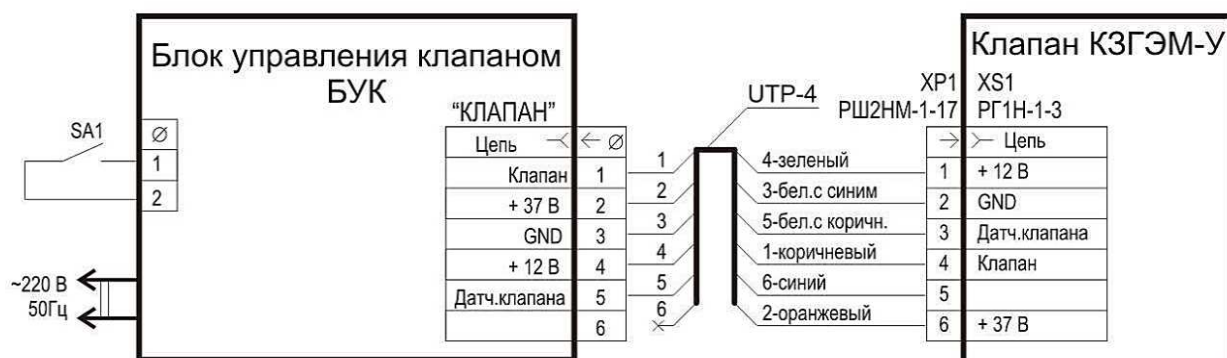 Блок управления клапаном
БУК
SA1
Ø
1
2
~220 В
50Гц
"КЛАПАН"
Цепь Ø
Клапан 1
+ 37 В 2
GND 3
+ 12 В 4
Датч.клапана 5
6
1
2
3
4
5
6
UTP-4
4-зеленый
3-бел.с синим
5-бел.с коричн.
1-коричневый
6-синий
2-оранжевый
Клапан КЗГЭМ-У
XP1 XS1
РШ2НМ-1-17 РГ1Н-1-3
Цепь
1 + 12 В
2 GND
3 Датч.клапана
4 Клапан
5
6 + 37 В